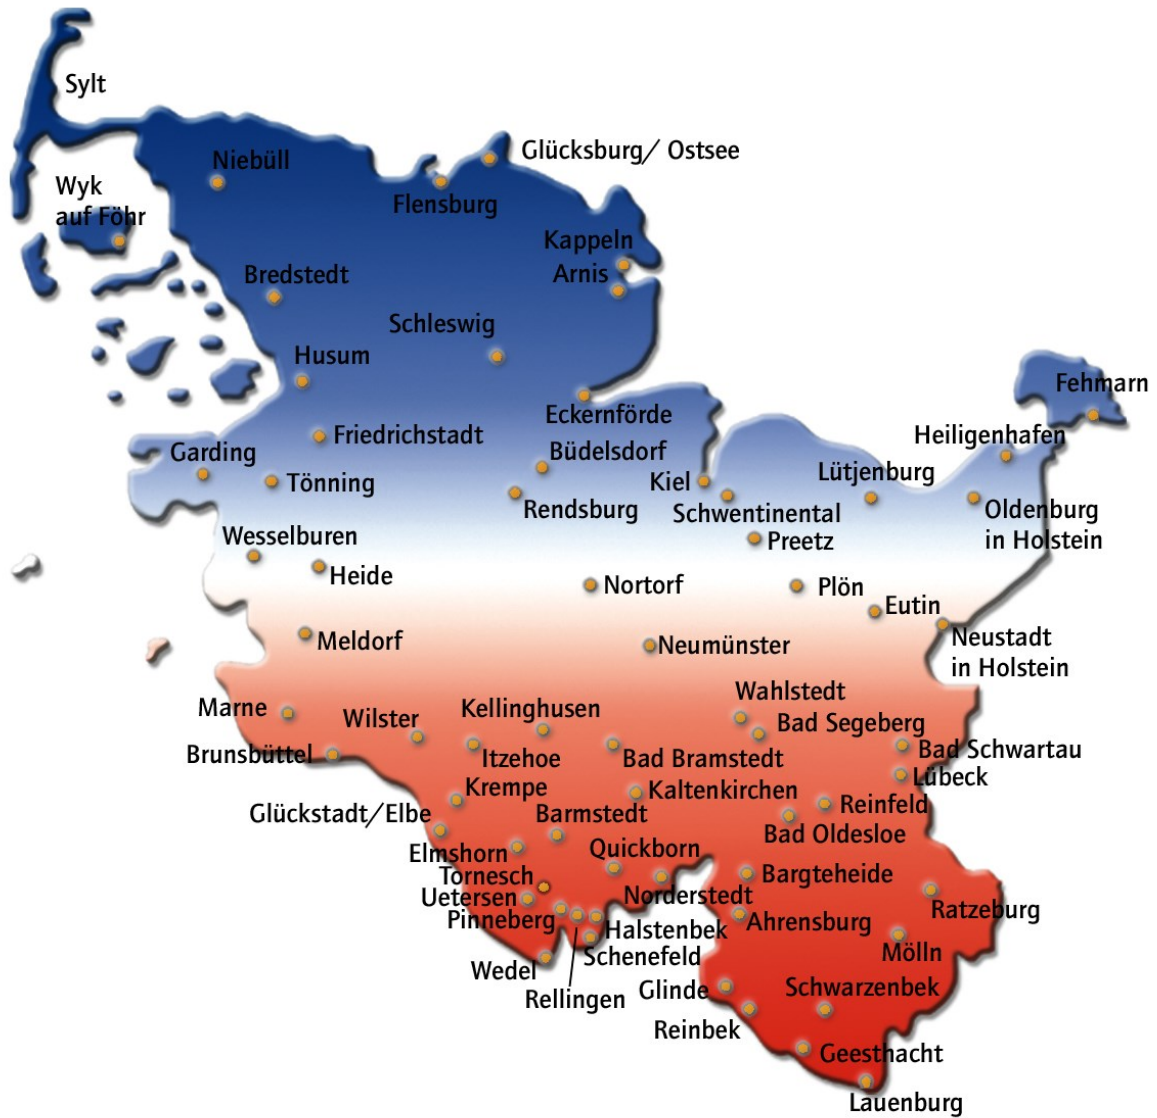 Sylt
Glücksburg/ Ostsee
Niebüll
Wyk
auf Föhr
Flensburg
Kappeln
Arnis
Bredstedt
Schleswig
Husum
Fehmarn
Eckernförde
Friedrichstadt
Heiligenhafen
Garding
Büdelsdorf
Tönning
Kiel
Lütjenburg
Rendsburg
Schwentinental
Oldenburg
in Holstein
Wesselburen
Preetz
Heide
Nortorf
Plön
Eutin
Meldorf
Neumünster
Neustadt
in Holstein
Wahlstedt
Marne
Wilster
Kellinghusen
Bad Segeberg
Brunsbüttel
Itzehoe
Bad Bramstedt
Bad Schwartau
Lübeck
Krempe
Kaltenkirchen
Reinfeld
Glückstadt/Elbe
Barmstedt
Bad Oldesloe
Elmshorn
Quickborn
Tornesch
Bargteheide
Uetersen
Norderstedt
Pinneberg
Ahrensburg
Ratzeburg
Halstenbek
Schenefeld
Mölln
Wedel
Rellingen
Glinde
Schwarzenbek
Reinbek
Geesthacht
Lauenburg